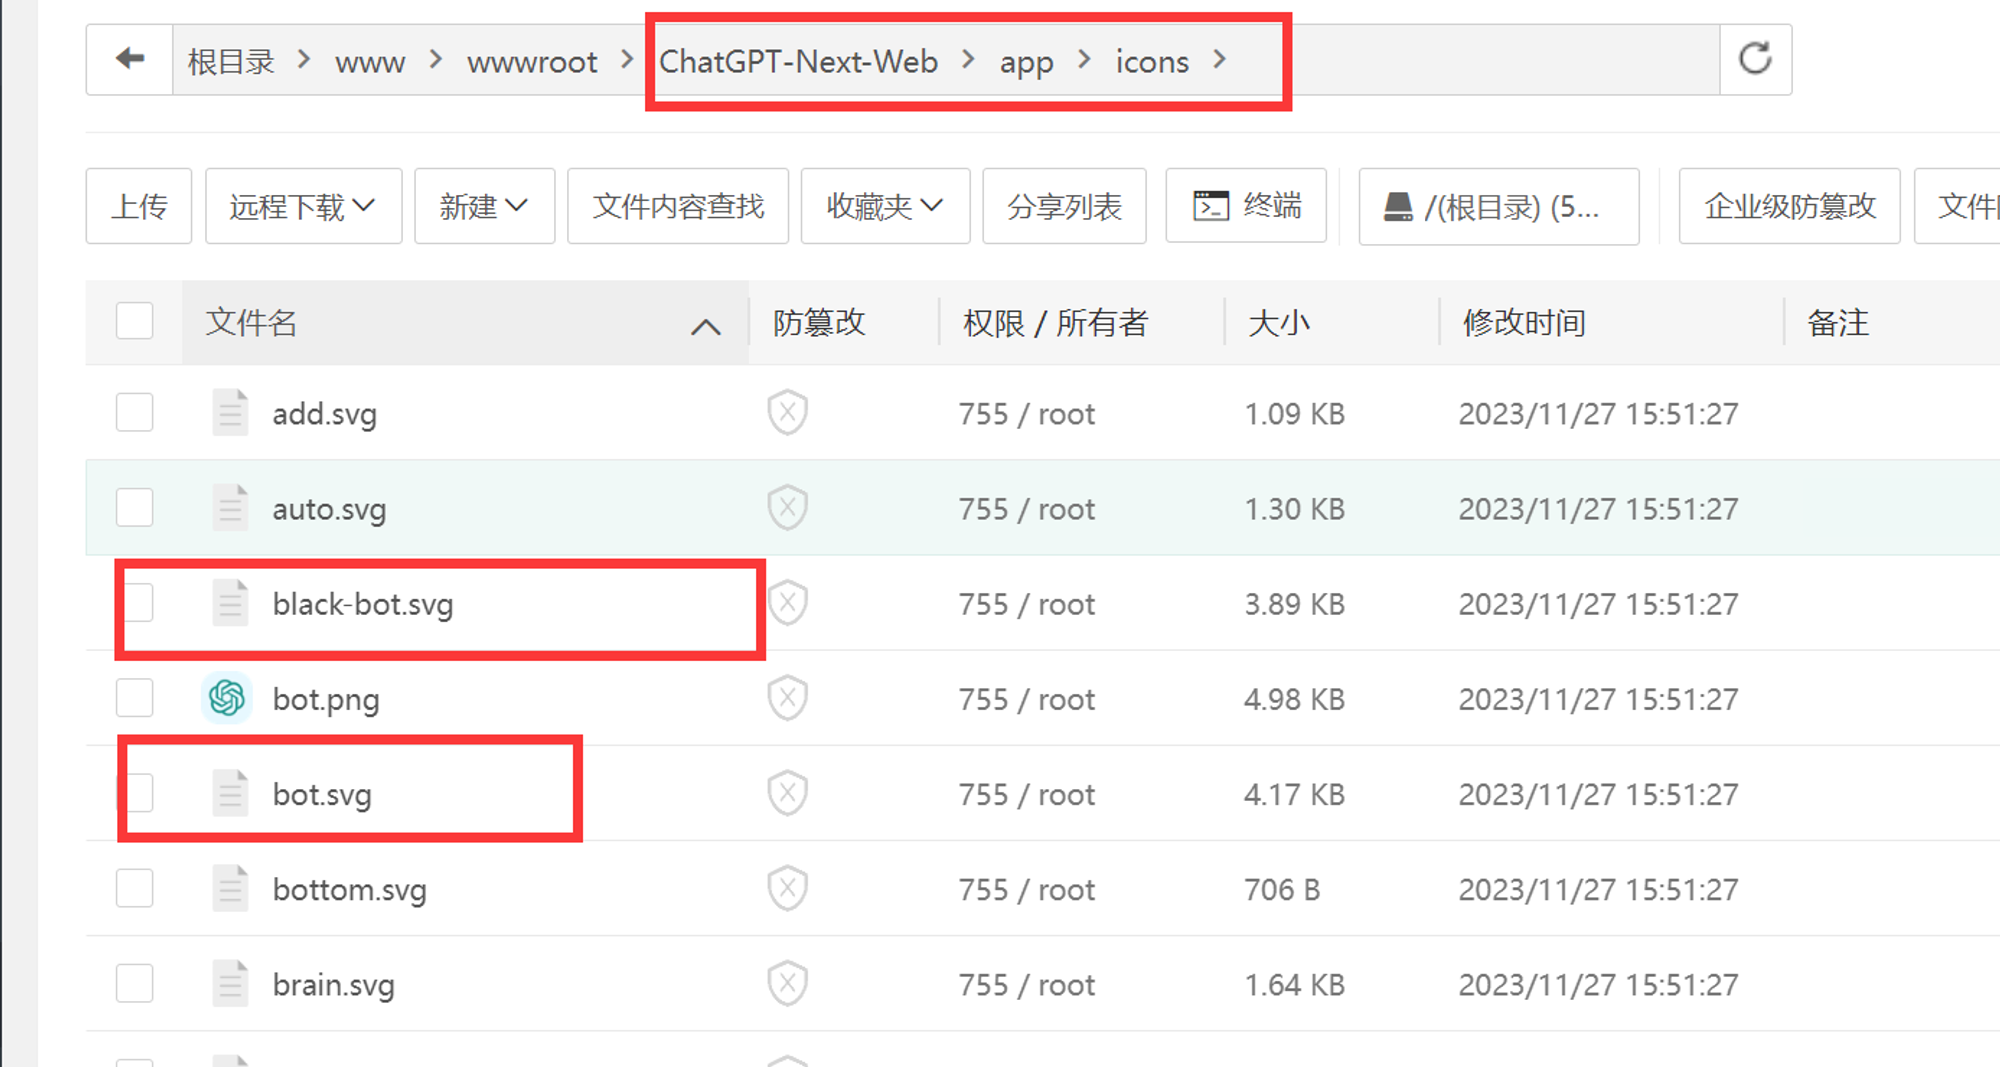 根目录 > www > wwwroot > ChatGPT-Next-Web > app > icons >
上传 远程下载 新建 文件内容查找 收藏夹 分享列表 终端 /(根目录) (5... 企业级防篡改 文件
文件名 防篡改 权限 / 所有者 大小 修改时间 备注
add.svg 755 / root 1.09 KB 2023/11/27 15:51:27
auto.svg 755 / root 1.30 KB 2023/11/27 15:51:27
black-bot.svg 755 / root 3.89 KB 2023/11/27 15:51:27
bot.png 755 / root 4.98 KB 2023/11/27 15:51:27
bot.svg 755 / root 4.17 KB 2023/11/27 15:51:27
bottom.svg 755 / root 706 B 2023/11/27 15:51:27
brain.svg 755 / root 1.64 KB 2023/11/27 15:51:27